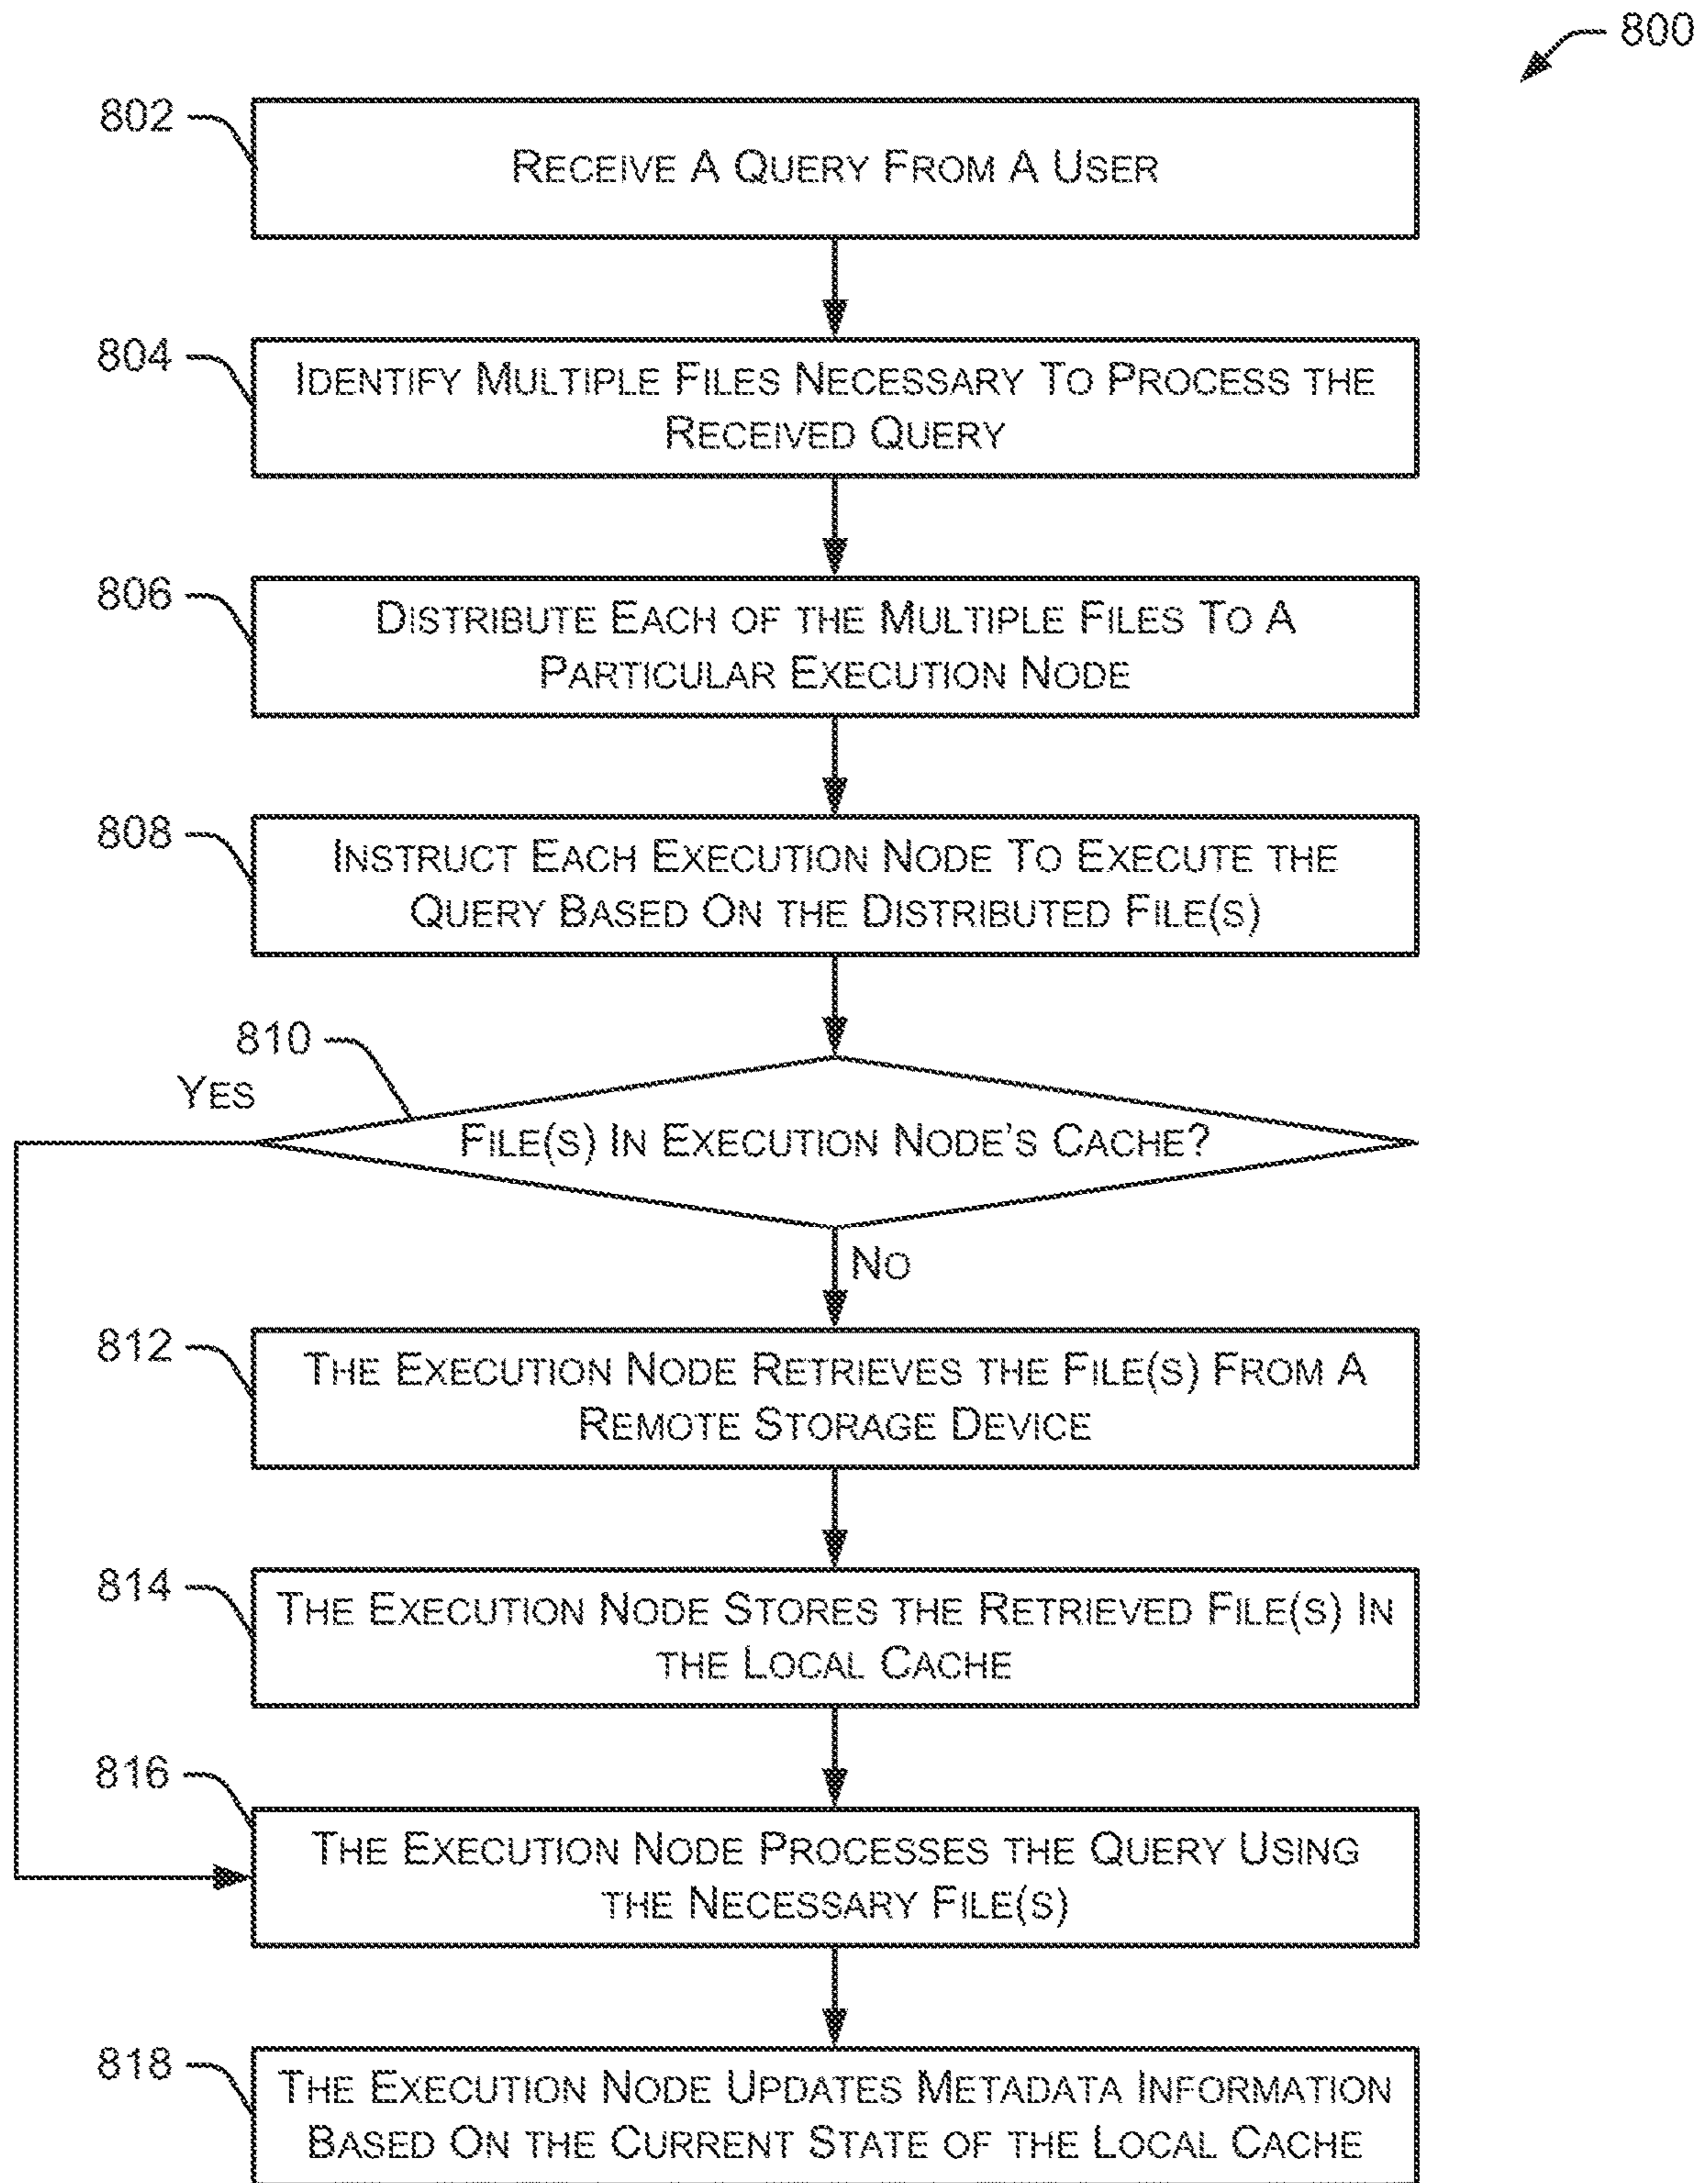 800
802
RECEIVE A QUERY FROM A USER
804
IDENTIFY MULTIPLE FILES NECESSARY TO PROCESS THE
RECEIVED QUERY
806
DISTRIBUTE EACH OF THE MULTIPLE FILES TO A
PARTICULAR EXECUTION NODE
808
INSTRUCT EACH EXECUTION NODE TO EXECUTE THE
QUERY BASED ON THE DISTRIBUTED FILE(S)
810
YES
FILE(S) IN EXECUTION NODE'S CACHE?
NO
812
THE EXECUTION NODE RETRIEVES THE FILE(S) FROM A
REMOTE STORAGE DEVICE
814
THE EXECUTION NODE STORES THE RETRIEVED FILE(S) IN
THE LOCAL CACHE
816
THE EXECUTION NODE PROCESSES THE QUERY USING
THE NECESSARY FILE(S)
818
THE EXECUTION NODE UPDATES METADATA INFORMATION
BASED ON THE CURRENT STATE OF THE LOCAL CACHE